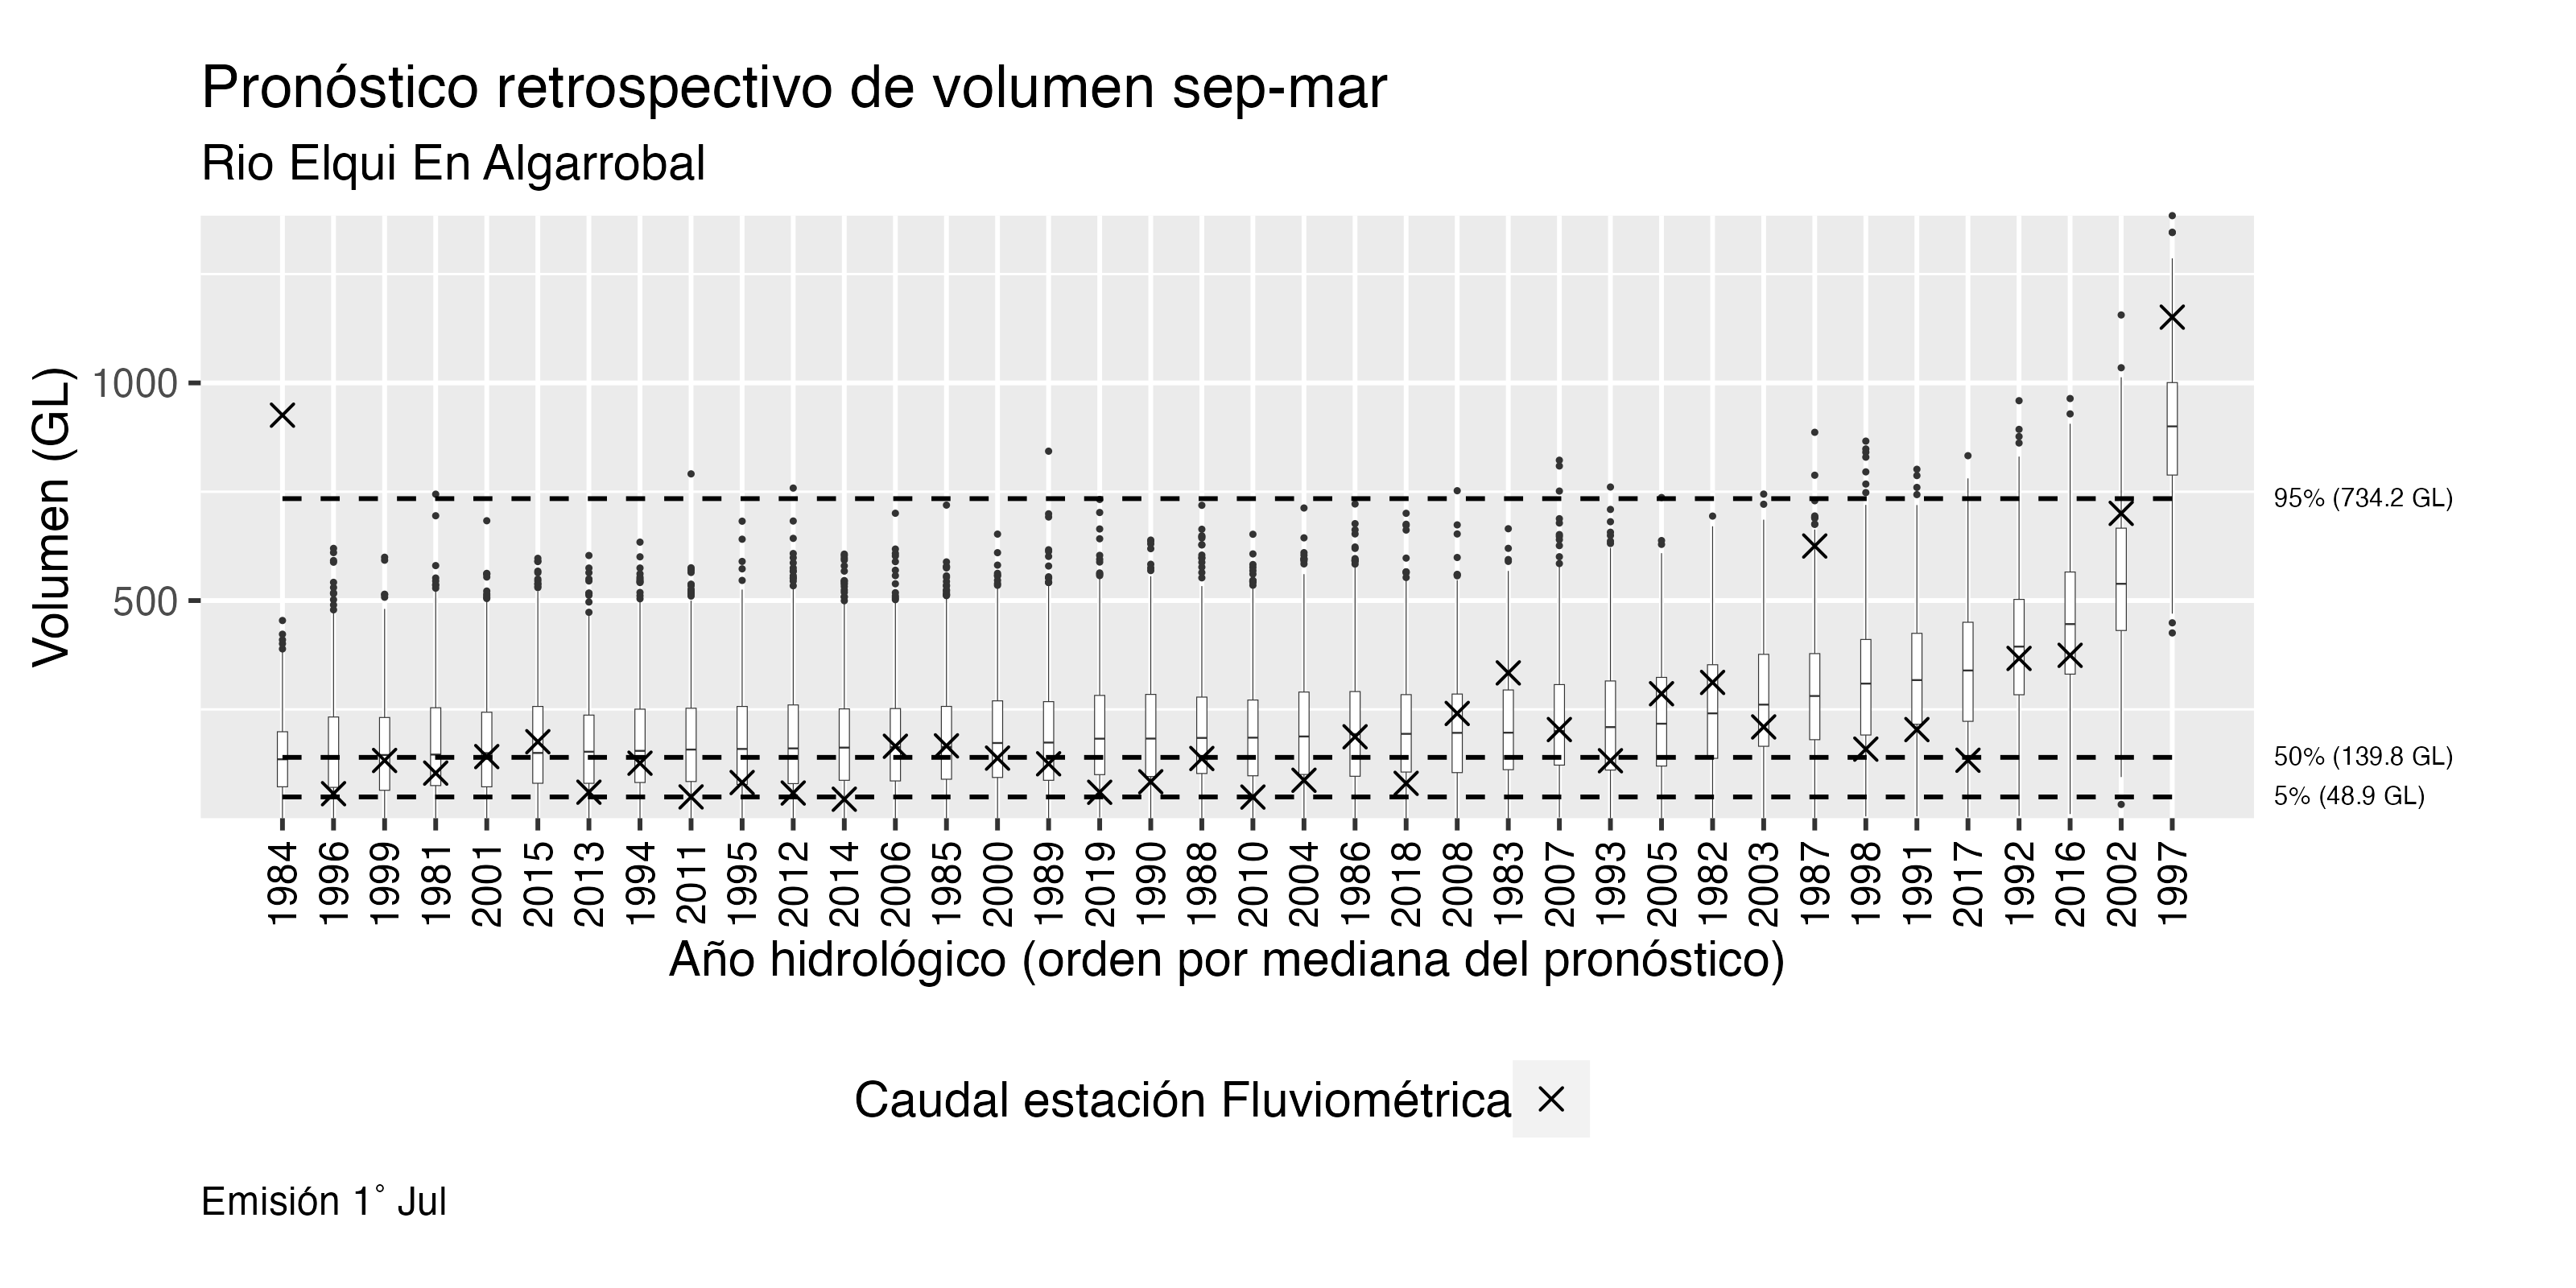 Pronóstico retrospectivo de volumen sep-mar
Rio Elqui En Algarrobal
Volumen (GL)
1000
500
95% (734.2 GL)
50% (139.8 GL)
5% (48.9 GL)
1984 1996 1999 1981 2001 2015 2013 1994 2011 1995 2012 2014 2006 1985 2000 1989 2019 1990 1988 2010 2004 1986 2018 2008 1983 2007 1993 2005 1982 2003 1987 1998 1991 2017 1992 2016 2002 1997
Año hidrológico (orden por mediana del pronóstico)
Caudal estación Fluviométrica
Emisión 1° Jul